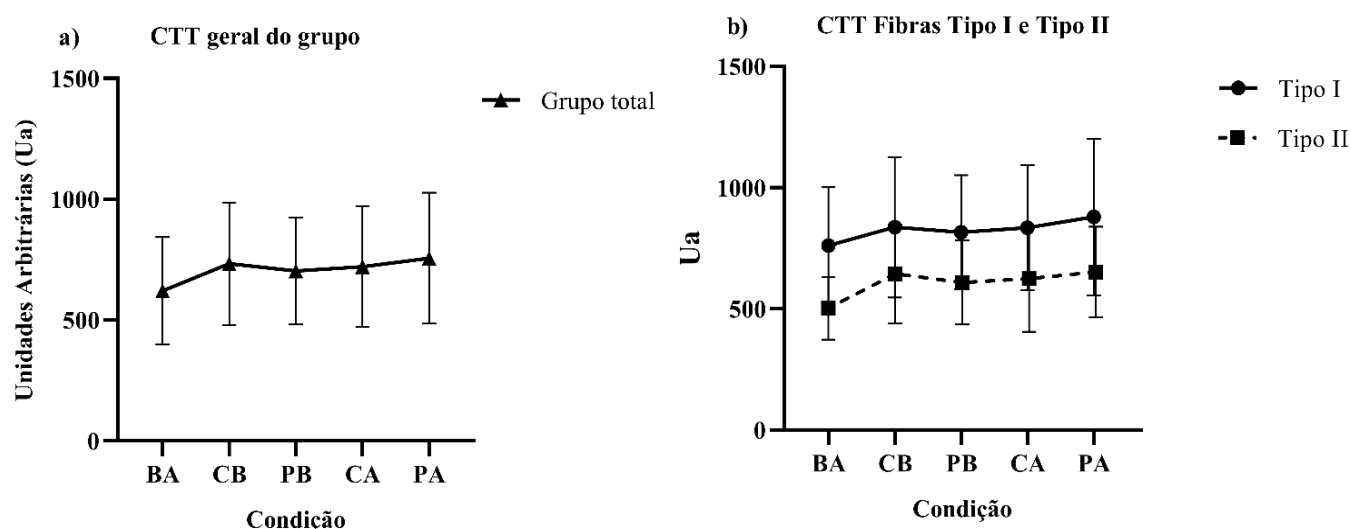 a) CTT geral do grupo
1500
1000
500
0
Unidades Arbitrárias (Ua)
BA CB PB CA PA
Condição
Grupo total
b) CTT Fibras Tipo I e Tipo II
1500
1000
500
0
Ua
BA CB PB CA PA
Condição
Tipo I
Tipo II